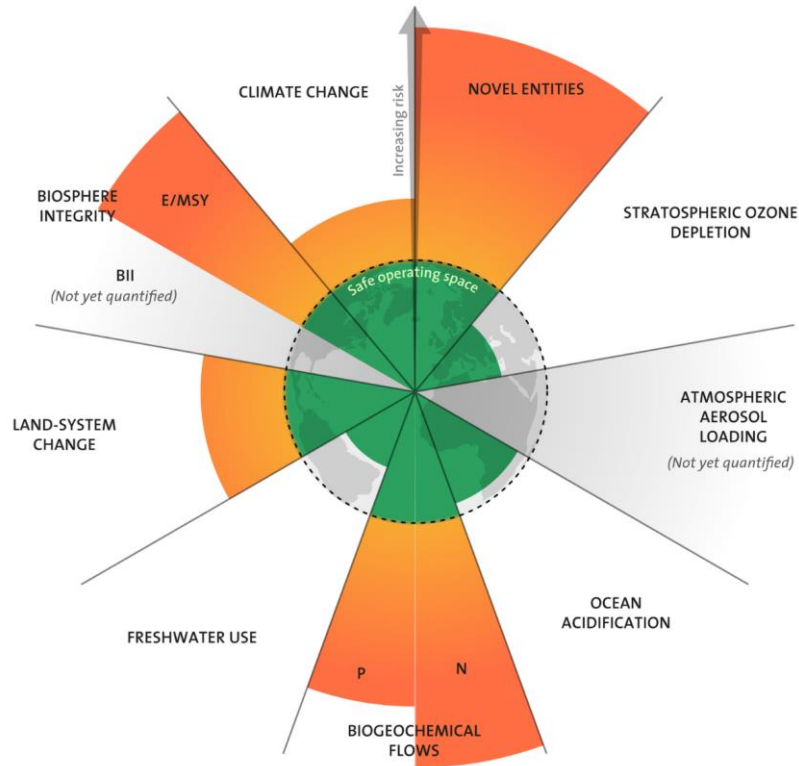 CLIMATE CHANGE
Increasing risk
NOVEL ENTITIES
BIOSPHERE
INTEGRITY
E/MSY
STRATOSPHERIC OZONE
DEPLETION
BII
(Not yet quantified)
Safe operating space
LAND-SYSTEM
CHANGE
ATMOSPHERIC
AEROSOL
LOADING
(Not yet quantified)
FRESHWATER USE
OCEAN
ACIDIFICATION
P
N
BIOGEOCHEMICAL
FLOWS